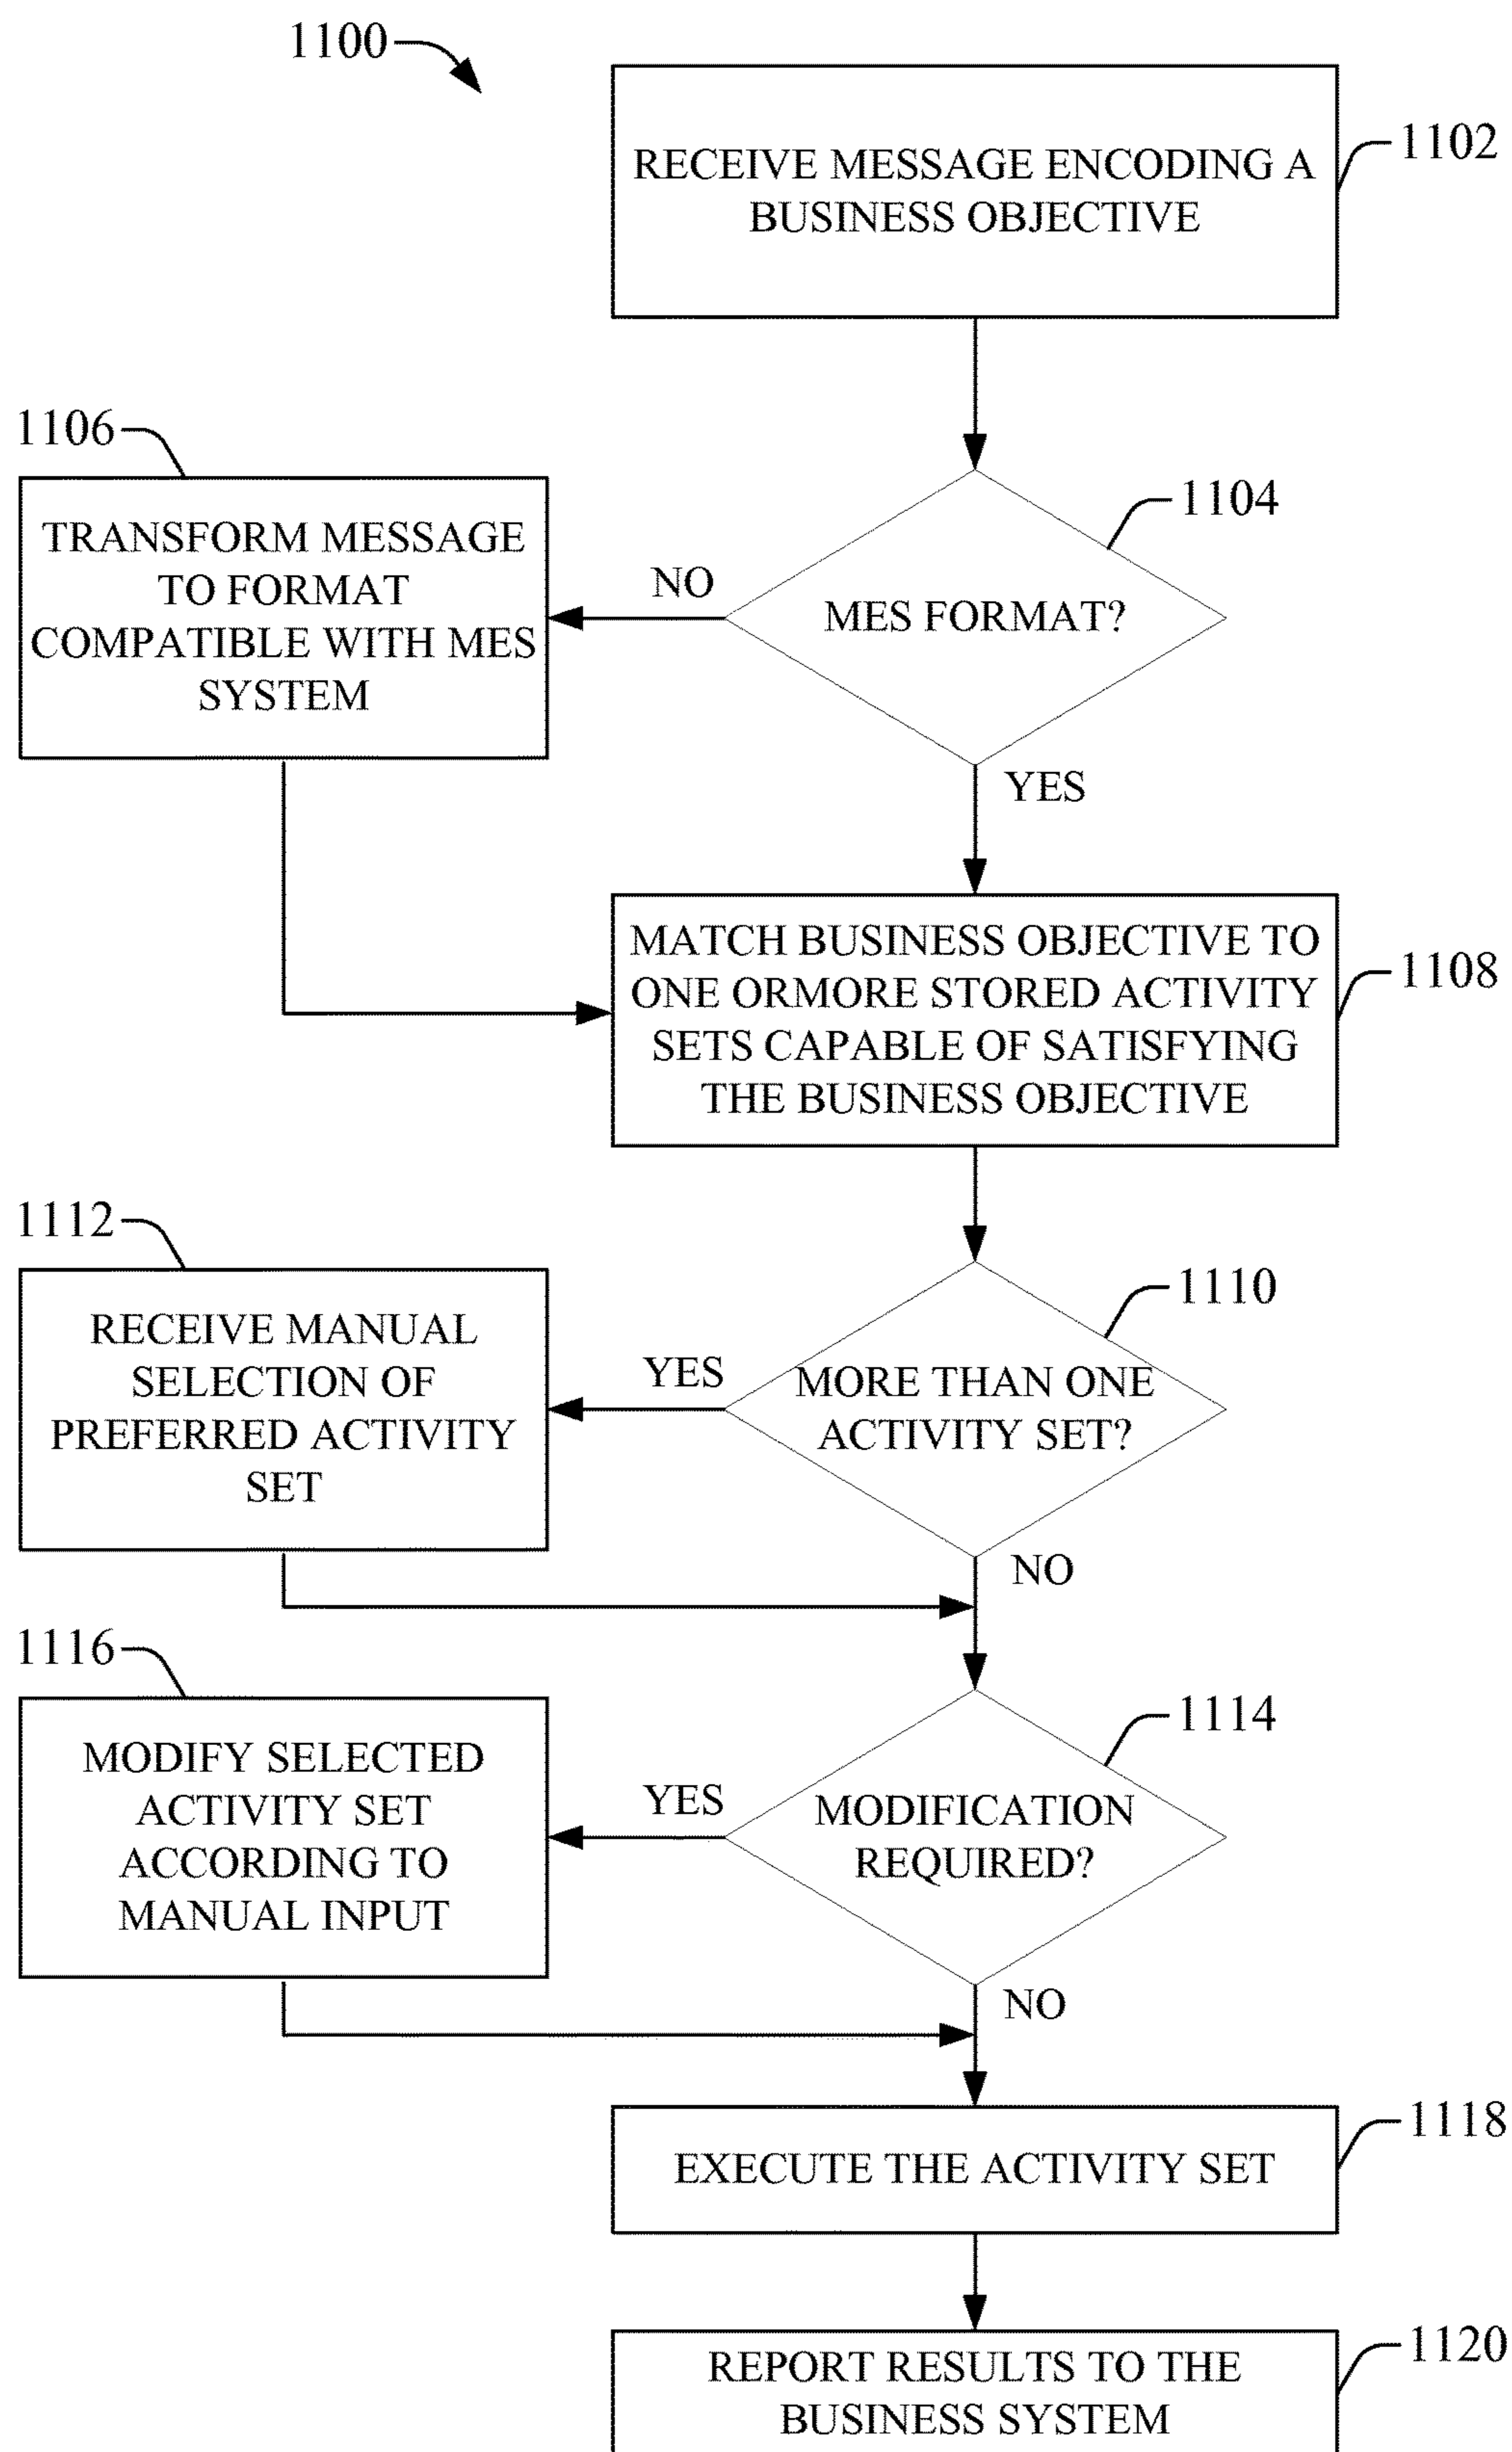 1100
RECEIVE MESSAGE ENCODING A
BUSINESS OBJECTIVE
1102
1104
MES FORMAT?
NO
YES
1106
TRANSFORM MESSAGE
TO FORMAT
COMPATIBLE WITH MES
SYSTEM
MATCH BUSINESS OBJECTIVE TO
ONE ORMORE STORED ACTIVITY
SETS CAPABLE OF SATISFYING
THE BUSINESS OBJECTIVE
1108
1110
MORE THAN ONE
ACTIVITY SET?
YES
NO
1112
RECEIVE MANUAL
SELECTION OF
PREFERRED ACTIVITY
SET
1114
MODIFICATION
REQUIRED?
YES
NO
1116
MODIFY SELECTED
ACTIVITY SET
ACCORDING TO
MANUAL INPUT
EXECUTE THE ACTIVITY SET
1118
REPORT RESULTS TO THE
BUSINESS SYSTEM
1120